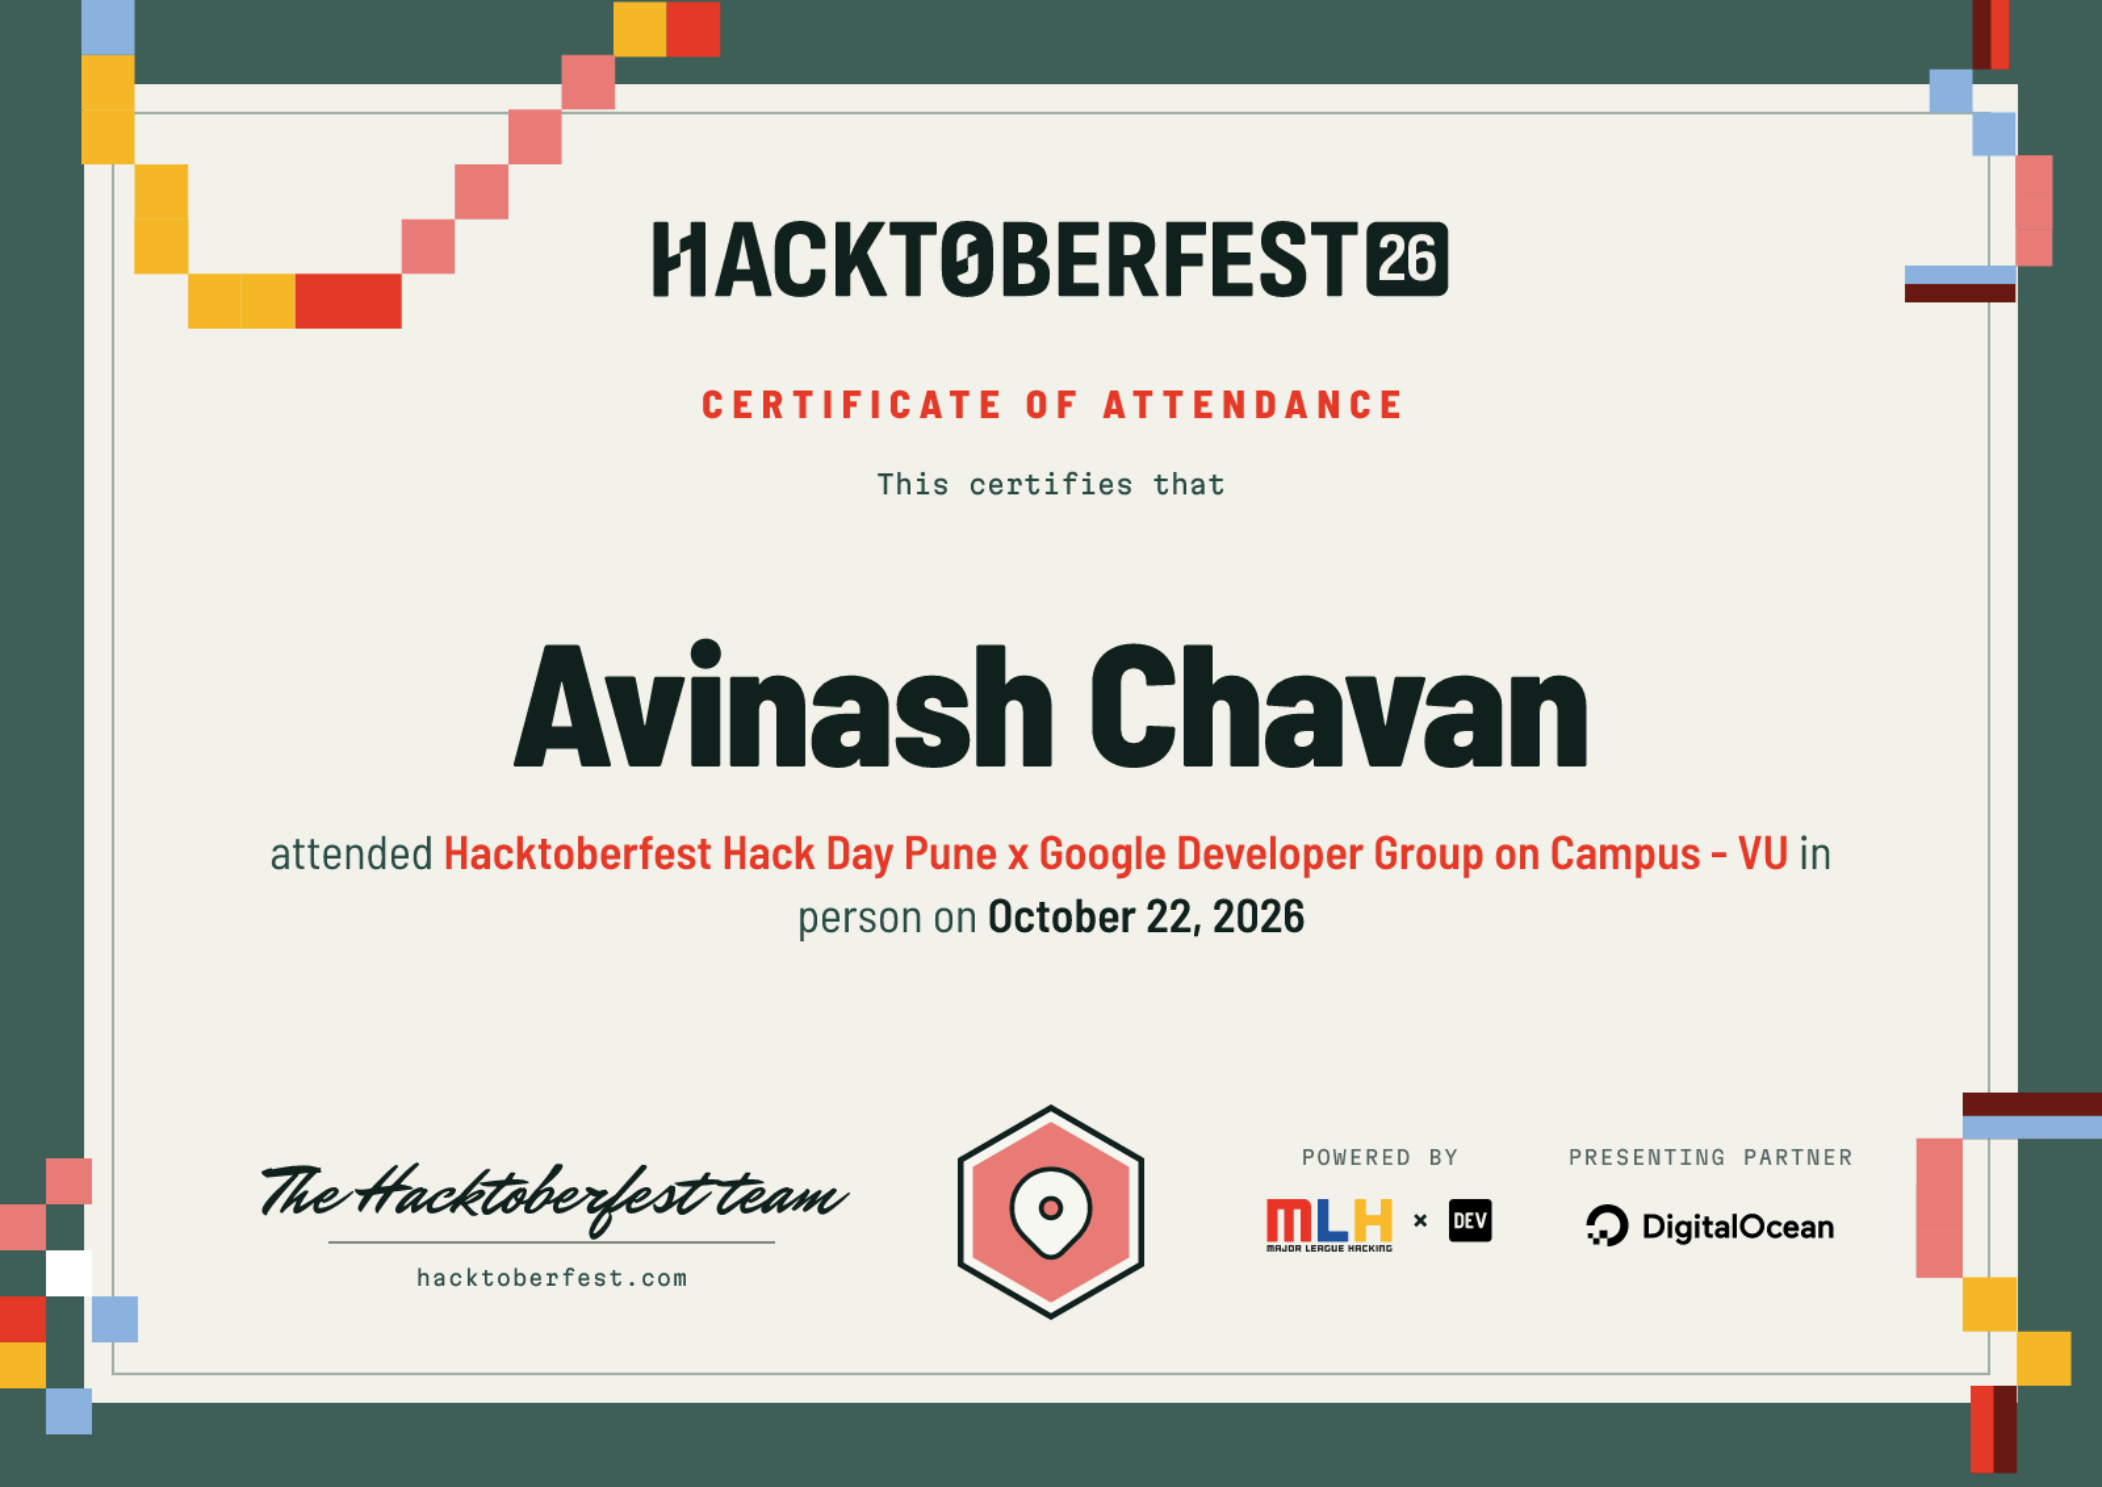 HACKTOBERFEST 26
CERTIFICATE OF ATTENDANCE
This certifies that
Avinash Chavan
attended Hacktoberfest Hack Day Pune x Google Developer Group on Campus - VU in
person on October 22, 2026
The Hacktoberfest team
hacktoberfest.com
POWERED BY
MLH × DEV
MAJOR LEAGUE HACKING
PRESENTING PARTNER
DigitalOcean